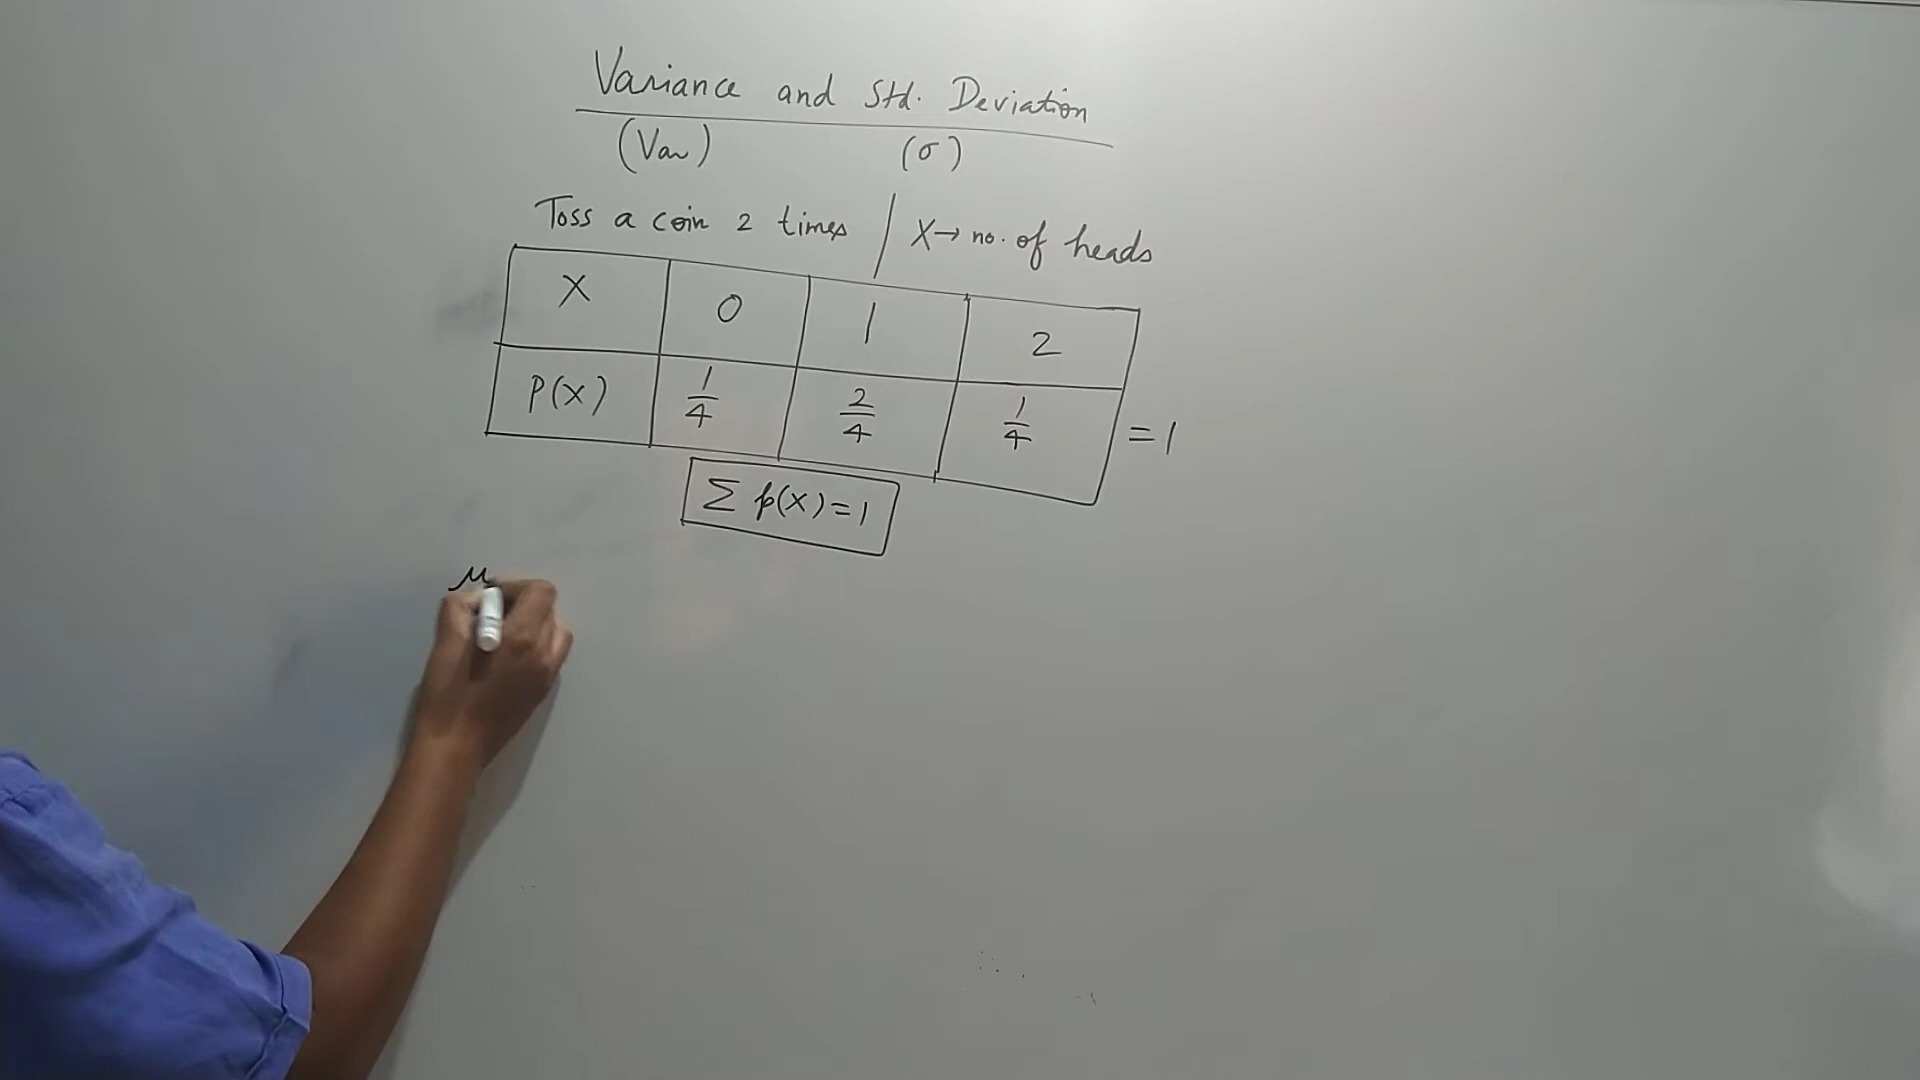 Variance and Std. Deviation
(Var) (σ)
Toss a coin 2 times | X→ no. of heads
X 0 1 2
P(X) 1/4 2/4 1/4 = 1
Σ p(X) = 1
μ